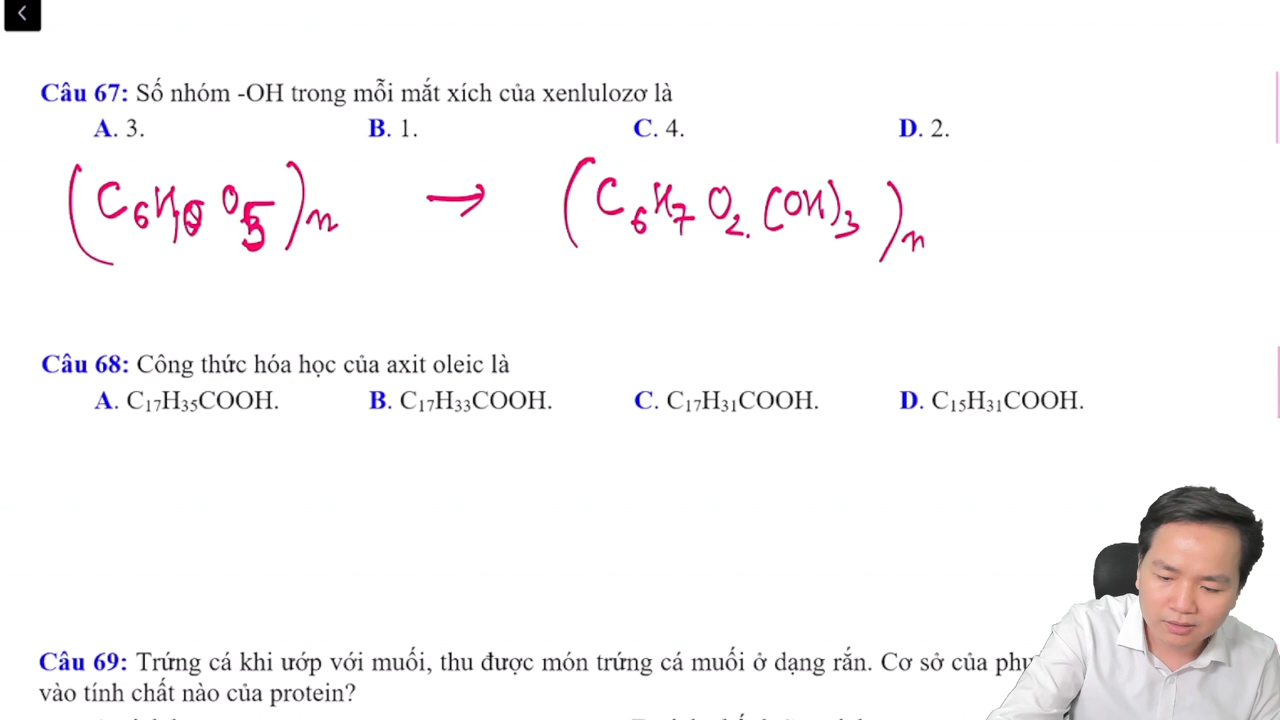 Câu 67: Số nhóm -OH trong mỗi mắt xích của xenlulozơ là
A. 3. B. 1. C. 4. D. 2.
(C₆H₁₀O₅)ₙ → (C₆H₇O₂.(OH)₃)ₙ
Câu 68: Công thức hóa học của axit oleic là
A. C₁₇H₃₅COOH. B. C₁₇H₃₃COOH. C. C₁₇H₃₁COOH. D. C₁₅H₃₁COOH.
Câu 69: Trứng cá khi ướp với muối, thu được món trứng cá muối ở dạng rắn. Cơ sở của
vào tính chất nào của protein?